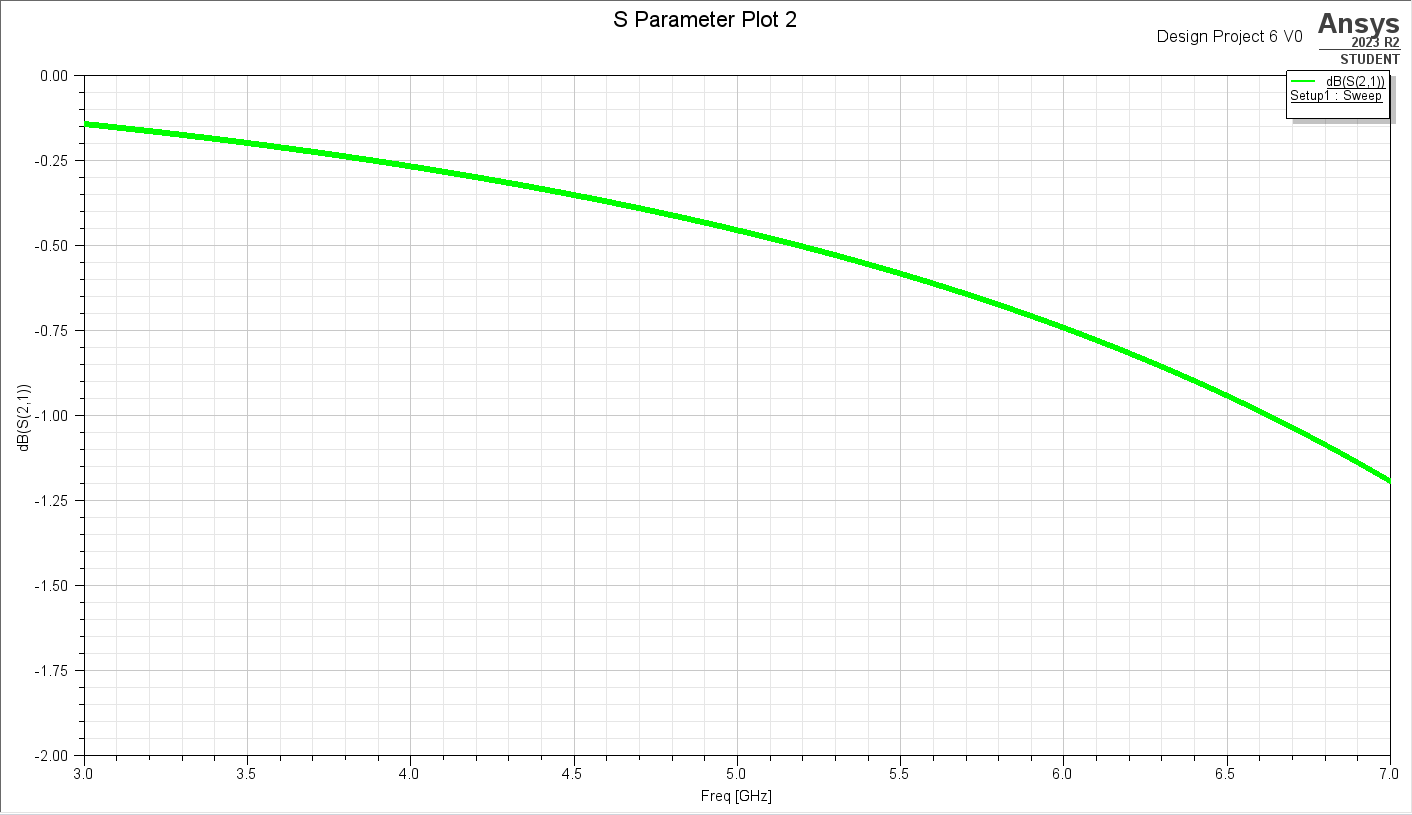 S Parameter Plot 2
Design Project 6 V0
Ansys
2023 R2
STUDENT
dB(S(2,1))
Setup1 : Sweep
0.00
-0.25
-0.50
-0.75
-1.00
-1.25
-1.50
-1.75
-2.00
dB(S(2,1))
3.0
3.5
4.0
4.5
5.0
5.5
6.0
6.5
7.0
Freq [GHz]